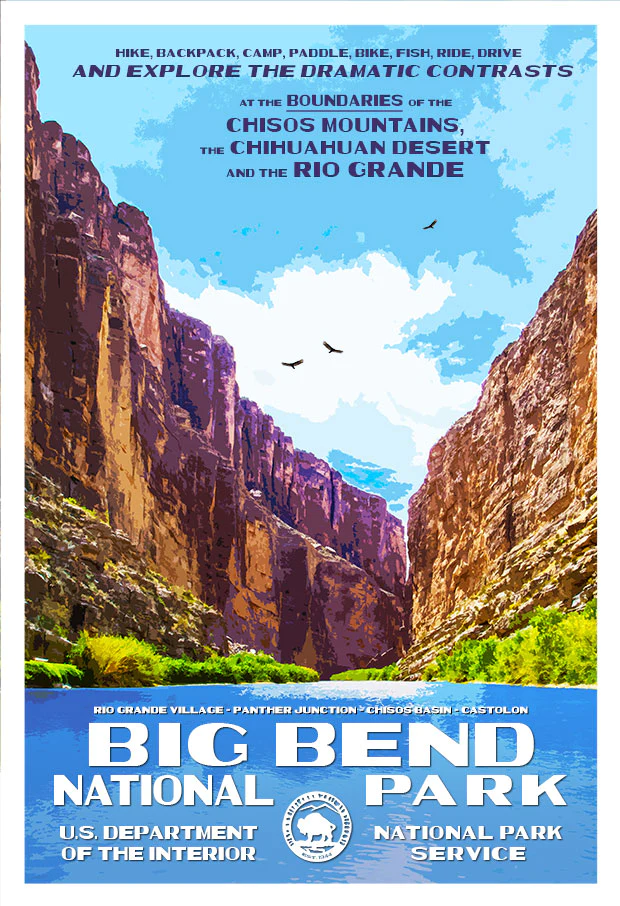 HIKE, BACKPACK, CAMP, PADDLE, BIKE, FISH, RIDE, DRIVE
AND EXPLORE THE DRAMATIC CONTRASTS
AT THE BOUNDARIES OF THE
CHISOS MOUNTAINS,
THE CHIHUAHUAN DESERT
AND THE RIO GRANDE
RIO GRANDE VILLAGE - PANTHER JUNCTION - CHISOS BASIN - CASTOLON
BIG BEND
NATIONAL PARK
U.S. DEPARTMENT
OF THE INTERIOR
EST. 1944
NATIONAL PARK
SERVICE